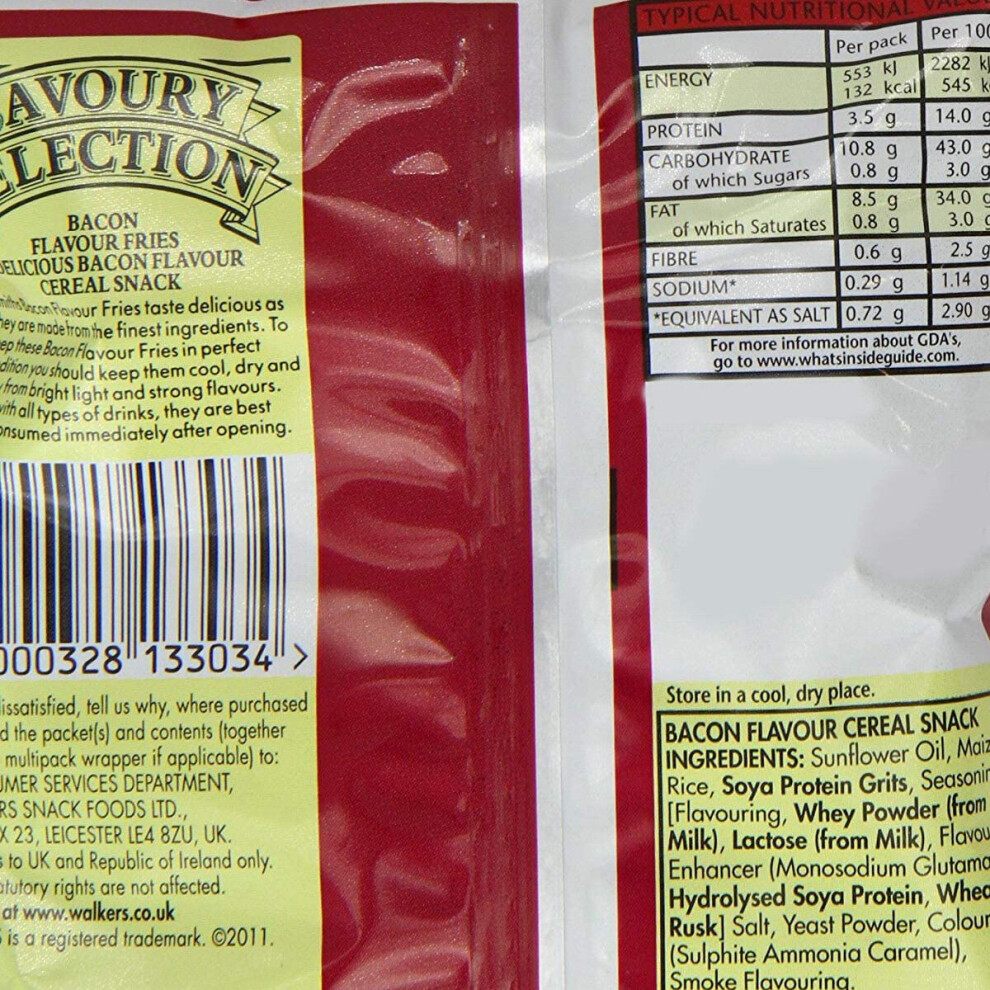 AVOURY
ELECTION
BACON
FLAVOUR FRIES
ELICIOUS BACON FLAVOUR
CEREAL SNACK
Bacon Flavour Fries taste delicious as
hey are made from the finest ingredients. To
ep these Bacon Flavour Fries in perfect
dition you should keep them cool, dry and
from bright light and strong flavours.
with all types of drinks, they are best
onsumed immediately after opening.
000328 133034 >
issatisfied, tell us why, where purchased
d the packet(s) and contents (together
multipack wrapper if applicable) to:
UMER SERVICES DEPARTMENT,
RS SNACK FOODS LTD.,
X 23, LEICESTER LE4 8ZU, UK.
s to UK and Republic of Ireland only.
atutory rights are not affected.
at www.walkers.co.uk
is a registered trademark. ©2011.
TYPICAL NUTRITIONAL
Per pack Per 100
ENERGY 553 kJ 2282 kJ
132 kcal 545 k
PROTEIN 3.5 g 14.0 g
CARBOHYDRATE 10.8 g 43.0 g
of which Sugars 0.8 g 3.0 g
FAT 8.5 g 34.0 g
of which Saturates 0.8 g 3.0 g
FIBRE 0.6 g 2.5 g
SODIUM* 0.29 g 1.14 g
*EQUIVALENT AS SALT 0.72 g 2.90 g
For more information about GDA's,
go to www.whatsinsideguide.com.
Store in a cool, dry place.
BACON FLAVOUR CEREAL SNACK
INGREDIENTS: Sunflower Oil, Maiz
Rice, Soya Protein Grits, Seasonin
[Flavouring, Whey Powder (from
Milk), Lactose (from Milk), Flavou
Enhancer (Monosodium Glutama
Hydrolysed Soya Protein, Whea
Rusk] Salt, Yeast Powder, Colour
(Sulphite Ammonia Caramel),
Smoke Flavouring.